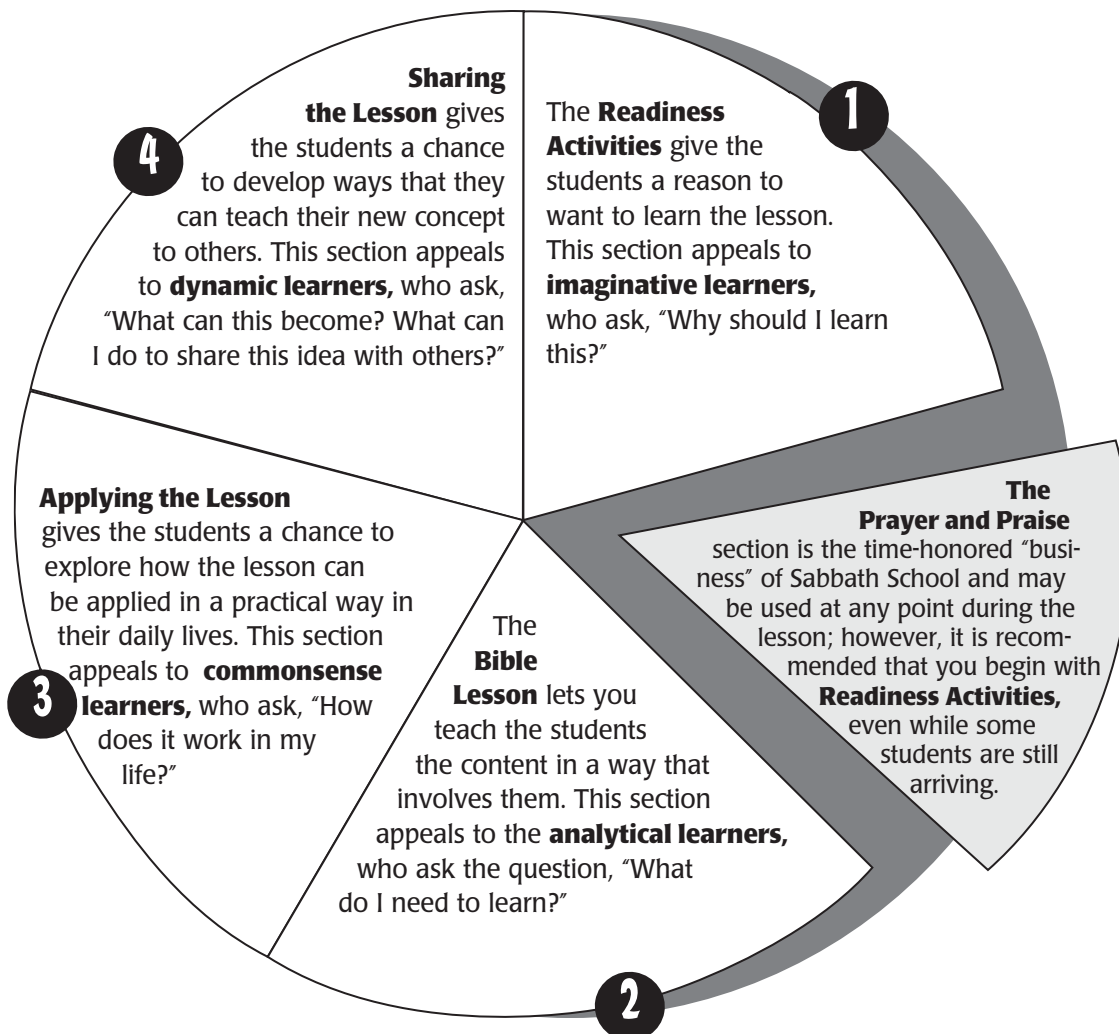 1
The Readiness
Activities give the
students a reason to
want to learn the lesson.
This section appeals to
imaginative learners,
who ask, "Why should I learn
this?"
The
Prayer and Praise
section is the time-honored "busi-
ness" of Sabbath School and may
be used at any point during the
lesson; however, it is recom-
mended that you begin with
Readiness Activities,
even while some
students are still
arriving.
2
The
Bible
Lesson lets you
teach the students
the content in a way that
involves them. This section
appeals to the analytical learners,
who ask the question, "What
do I need to learn?"
3
Applying the Lesson
gives the students a chance to
explore how the lesson can
be applied in a practical way in
their daily lives. This section
appeals to commonsense
learners, who ask, "How
does it work in my
life?"
4
Sharing
the Lesson gives
the students a chance
to develop ways that they
can teach their new concept
to others. This section appeals
to dynamic learners, who ask,
"What can this become? What can
I do to share this idea with others?"